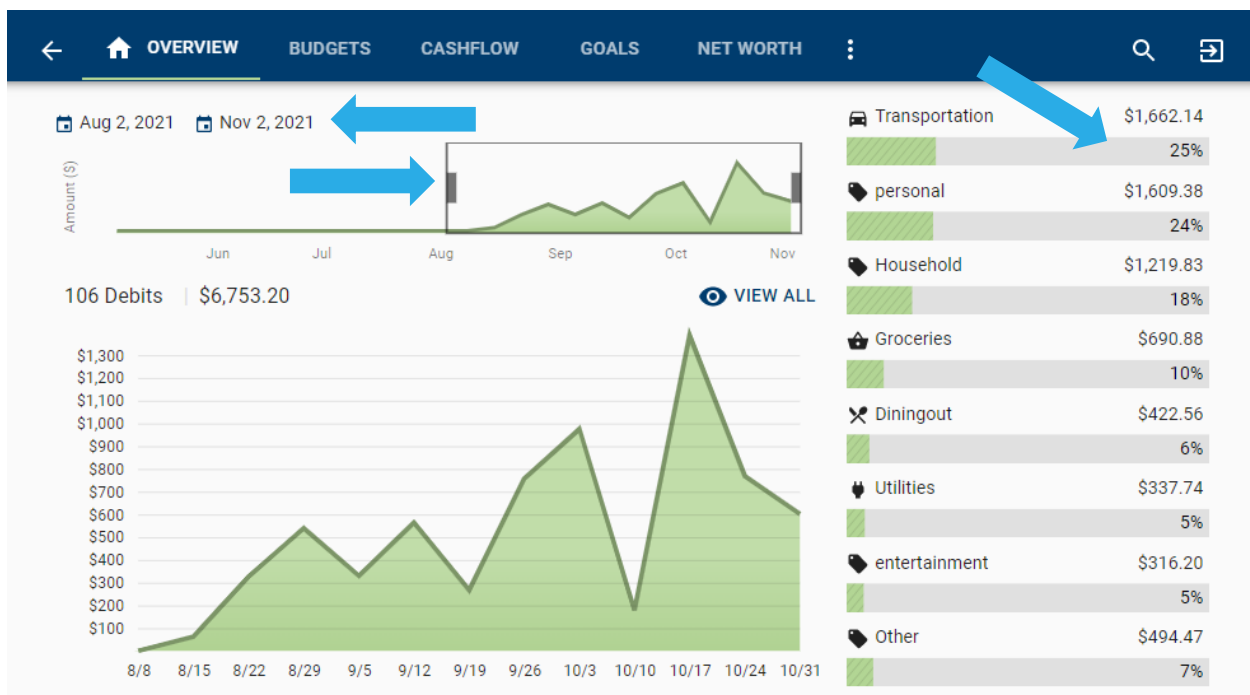 OVERVIEW BUDGETS CASHFLOW GOALS NET WORTH
Aug 2, 2021 Nov 2, 2021
Amount ($)
Jun Jul Aug Sep Oct Nov
106 Debits $6,753.20 VIEW ALL
$1,300
$1,200
$1,100
$1,000
$900
$800
$700
$600
$500
$400
$300
$200
$100
8/8 8/15 8/22 8/29 9/5 9/12 9/19 9/26 10/3 10/10 10/17 10/24 10/31
Transportation $1,662.14
25%
personal $1,609.38
24%
Household $1,219.83
18%
Groceries $690.88
10%
Diningout $422.56
6%
Utilities $337.74
5%
entertainment $316.20
5%
Other $494.47
7%